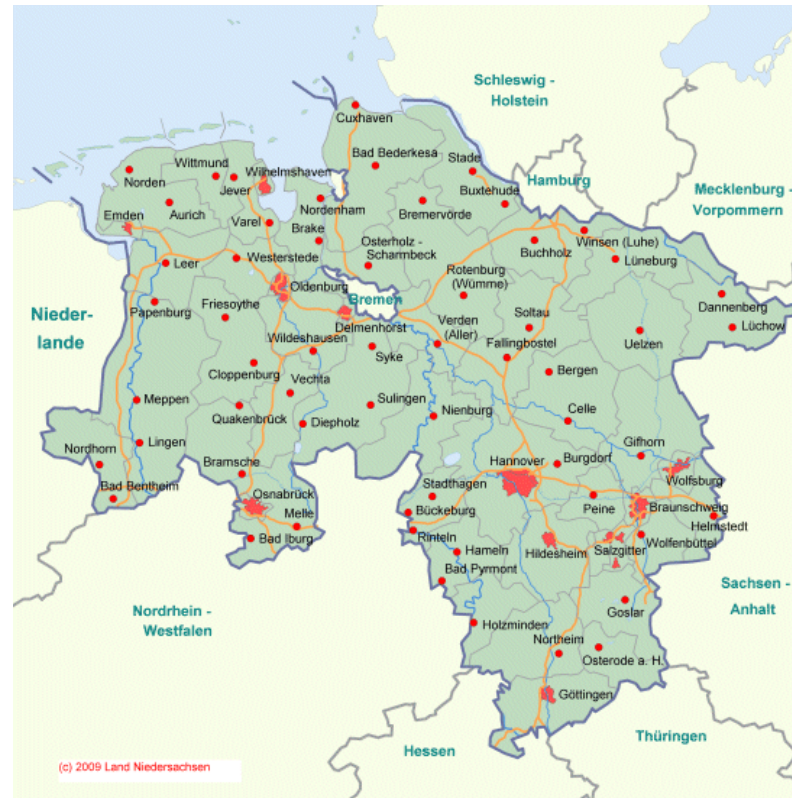 Schleswig -
Holstein
Cuxhaven
Bad Bederkesa
Stade
Hamburg
Mecklenburg -
Vorpommern
Wittmund
Wilhelmshaven
Norden
Jever
Buxtehude
Aurich
Nordenham
Bremervörde
Emden
Varel
Brake
Osterholz -
Scharmbeck
Winsen (Luhe)
Buchholz
Lüneburg
Leer
Westerstede
Rotenburg
(Wümme)
Oldenburg
Bremen
Dannenberg
Lüchow
Nieder-
lande
Papenburg
Friesoythe
Delmenhorst
Soltau
Verden
(Aller)
Uelzen
Wildeshausen
Syke
Fallingbostel
Cloppenburg
Vechta
Bergen
Meppen
Sulingen
Quakenbrück
Diepholz
Nienburg
Celle
Lingen
Nordhorn
Gifhorn
Bramsche
Hannover
Burgdorf
Wolfsburg
Bad Bentheim
Stadthagen
Osnabrück
Peine
Braunschweig
Melle
Bückeburg
Helmstedt
Bad Iburg
Rinteln
Hildesheim
Salzgitter
Wolfenbüttel
Hameln
Bad Pyrmont
Sachsen -
Anhalt
Nordrhein -
Westfalen
Goslar
Holzminden
Northeim
Osterode a. H.
Göttingen
Thüringen
Hessen
(c) 2009 Land Niedersachsen